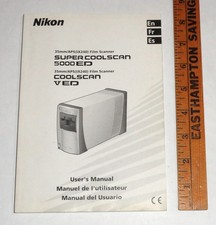 Nikon
En
Fr
Es
35mm/APS(IX240) Film Scanner
SUPER COOLSCAN
5000 ED
35mm/APS(IX240) Film Scanner
COOLSCAN
V ED
User's Manual
Manuel de l'utilisateur
Manual del Usuario
CE
EASTHAMPTON SAVINGS